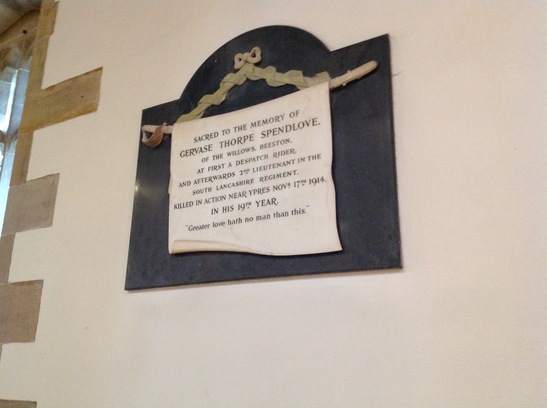 SACRED TO THE MEMORY OF
GERVASE THORPE SPENDLOVE,
OF THE WILLOWS, BEESTON,
AT FIRST A DESPATCH RIDER,
AND AFTERWARDS 2ND LIEUTENANT IN THE
SOUTH LANCASHIRE REGIMENT.
KILLED IN ACTION NEAR YPRES NOVR 17TH 1914.
IN HIS 19TH YEAR.
"Greater love hath no man than this."